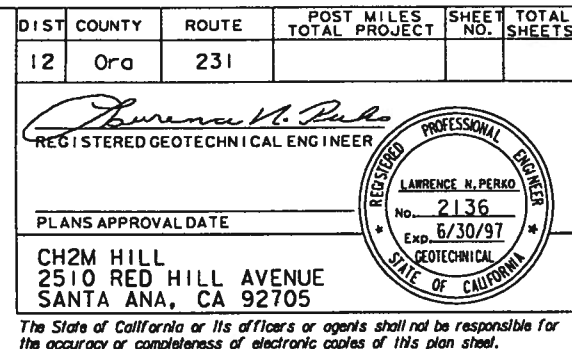 DIST COUNTY ROUTE POST MILES TOTAL PROJECT SHEET NO. TOTAL SHEETS
12 Ora 231
Lawrence N. Perko
REGISTERED GEOTECHNICAL ENGINEER
PLANS APPROVAL DATE
REGISTERED PROFESSIONAL ENGINEER
LAWRENCE N. PERKO
No. 2136
Exp. 6/30/97
GEOTECHNICAL
STATE OF CALIFORNIA
CH2M HILL
2510 RED HILL AVENUE
SANTA ANA, CA 92705
The State of California or its officers or agents shall not be responsible for
the accuracy or completeness of electronic copies of this plan sheet.